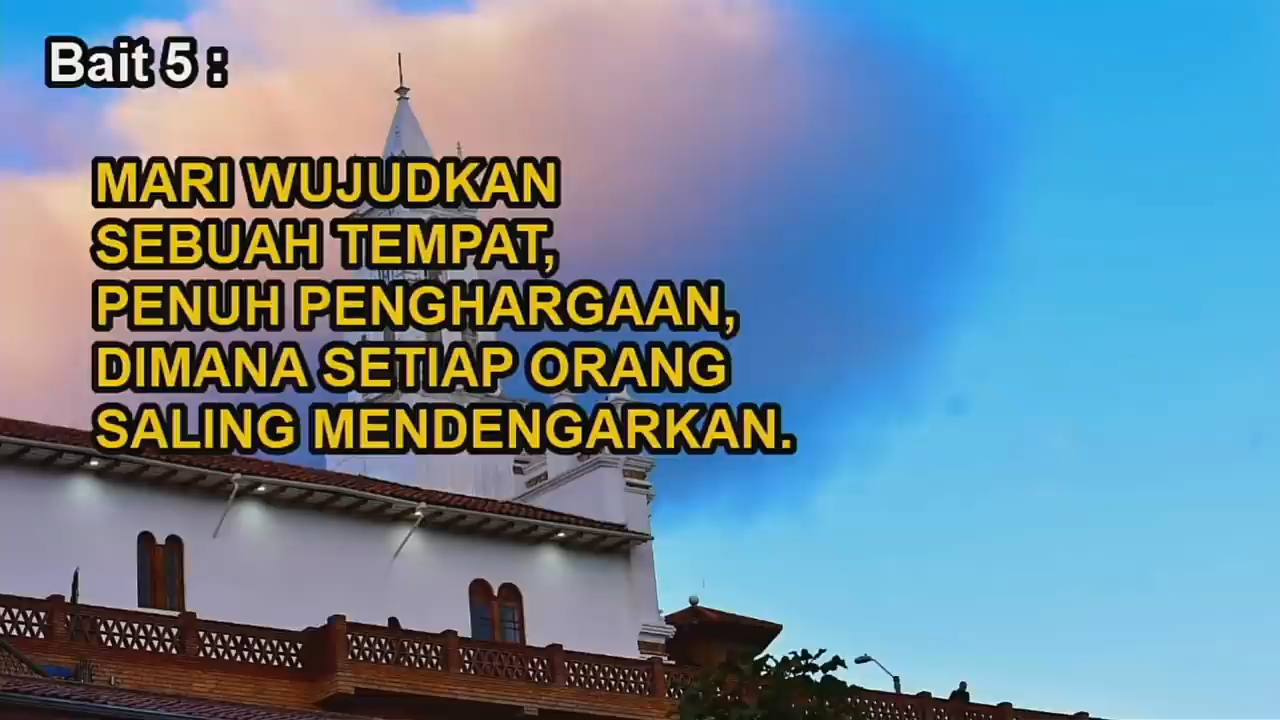 Bait 5 :
MARI WUJUDKAN
SEBUAH TEMPAT,
PENUH PENGHARGAAN,
DIMANA SETIAP ORANG
SALING MENDENGARKAN.